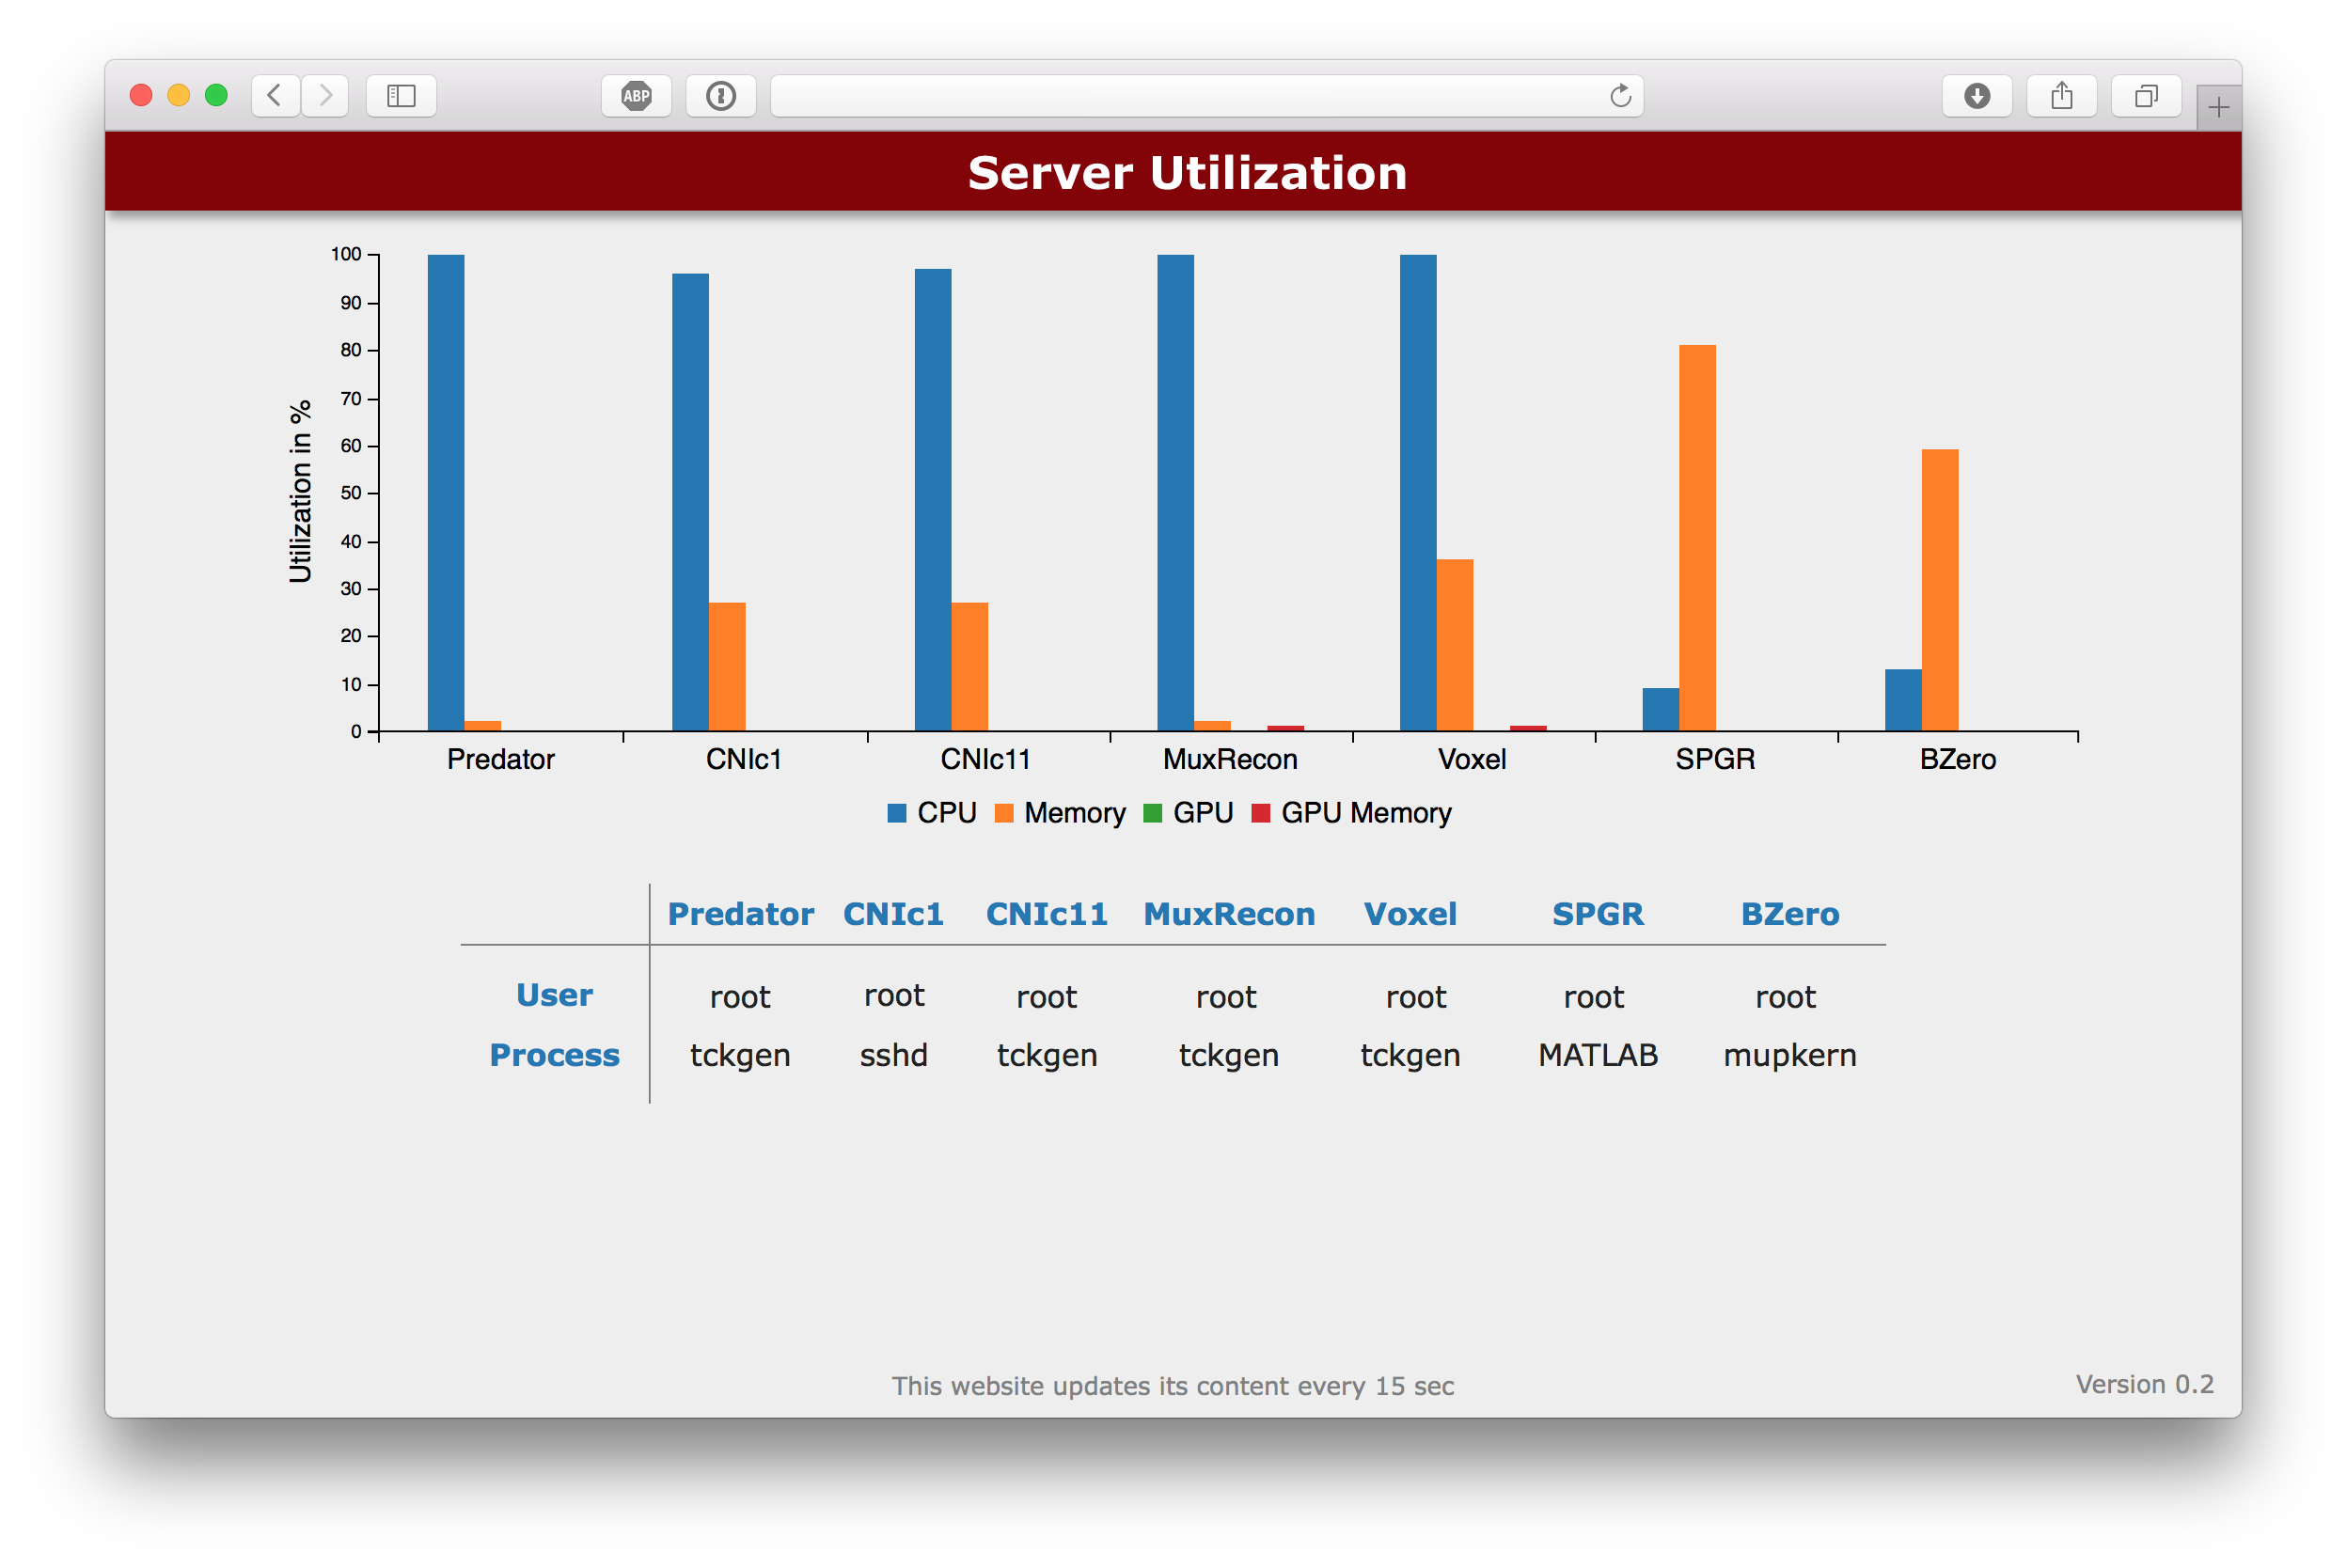 ABP
Server Utilization
100
90
80
70
60
50
40
30
20
10
0
Utilization in %
Predator CNIc1 CNIc11 MuxRecon Voxel SPGR BZero
CPU Memory GPU GPU Memory
Predator CNIc1 CNIc11 MuxRecon Voxel SPGR BZero
User root root root root root root root
Process tckgen sshd tckgen tckgen tckgen MATLAB mupkern
This website updates its content every 15 sec
Version 0.2